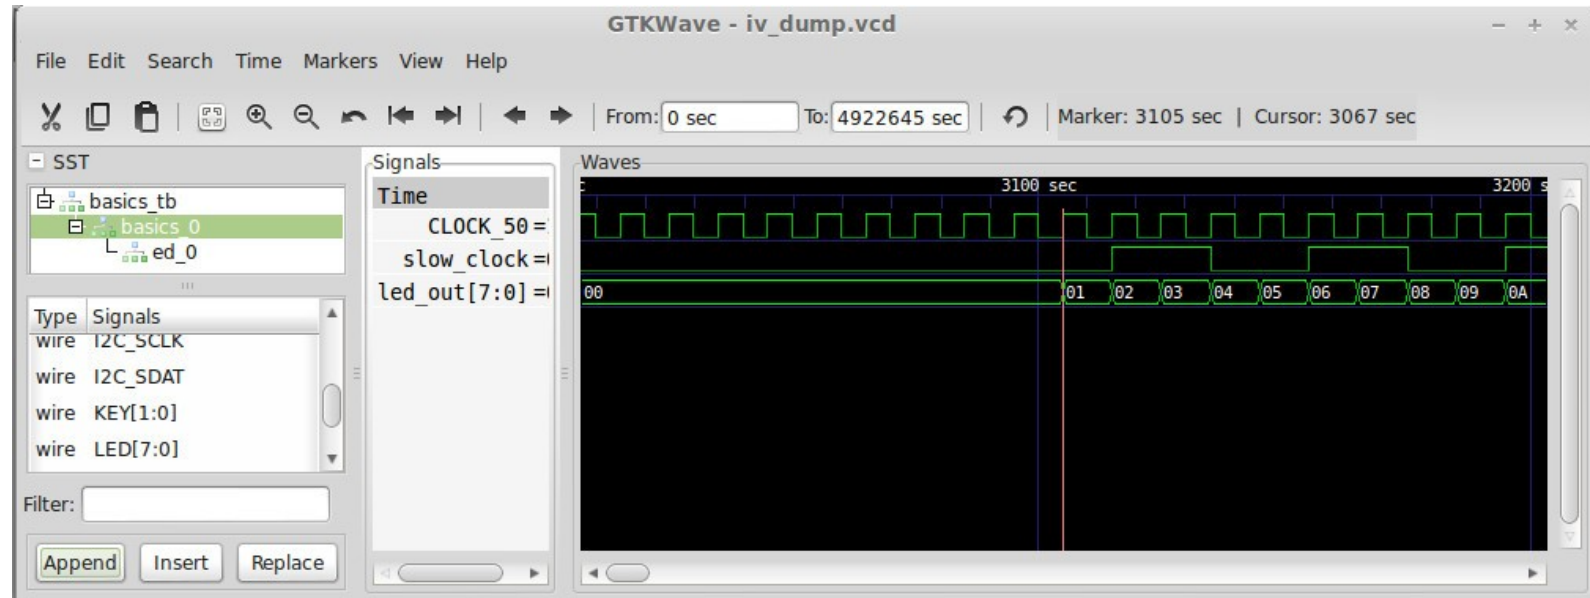 GTKWave - iv_dump.vcd
File Edit Search Time Markers View Help
From: 0 sec To: 4922645 sec Marker: 3105 sec | Cursor: 3067 sec
SST
basics_tb
basics_0
ed_0
Type Signals
wire I2C_SCLK
wire I2C_SDAT
wire KEY[1:0]
wire LED[7:0]
Filter:
Append Insert Replace
Signals
Time
CLOCK_50=
slow_clock=
led_out[7:0]=
Waves
3100 sec 3200 s
00 01 02 03 04 05 06 07 08 09 0A